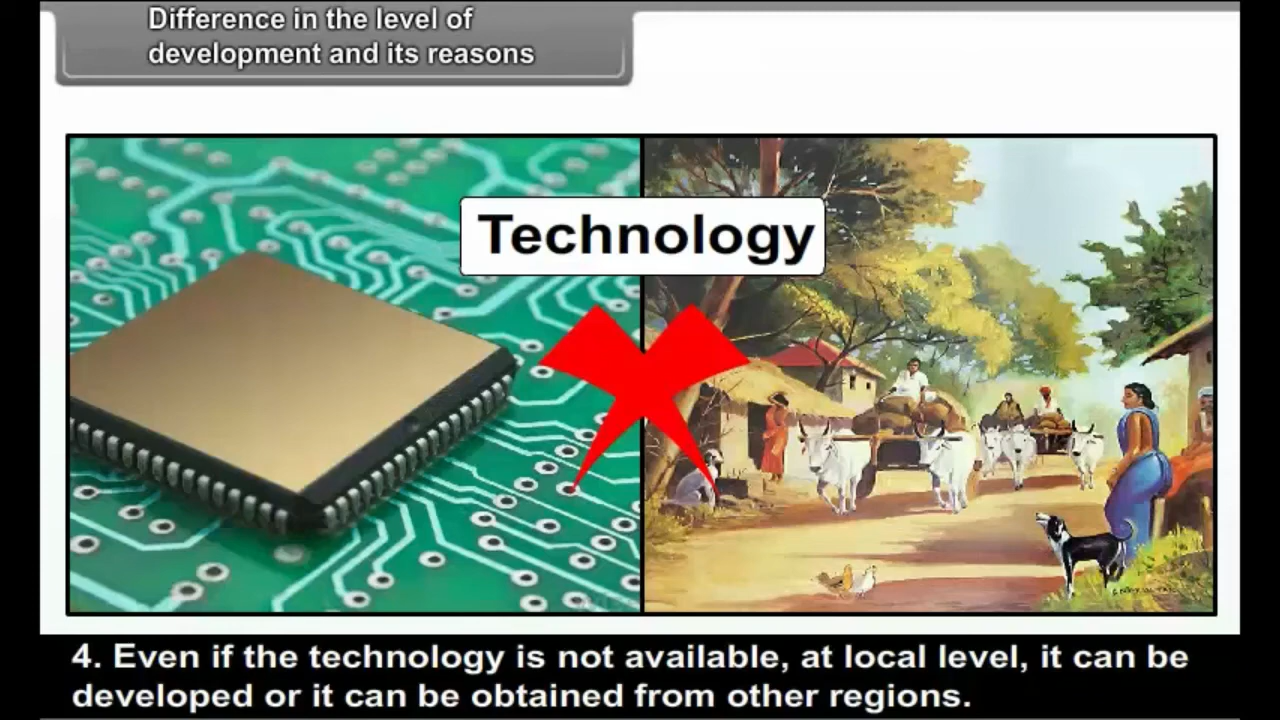 Difference in the level of
development and its reasons
Technology
4. Even if the technology is not available, at local level, it can be
developed or it can be obtained from other regions.